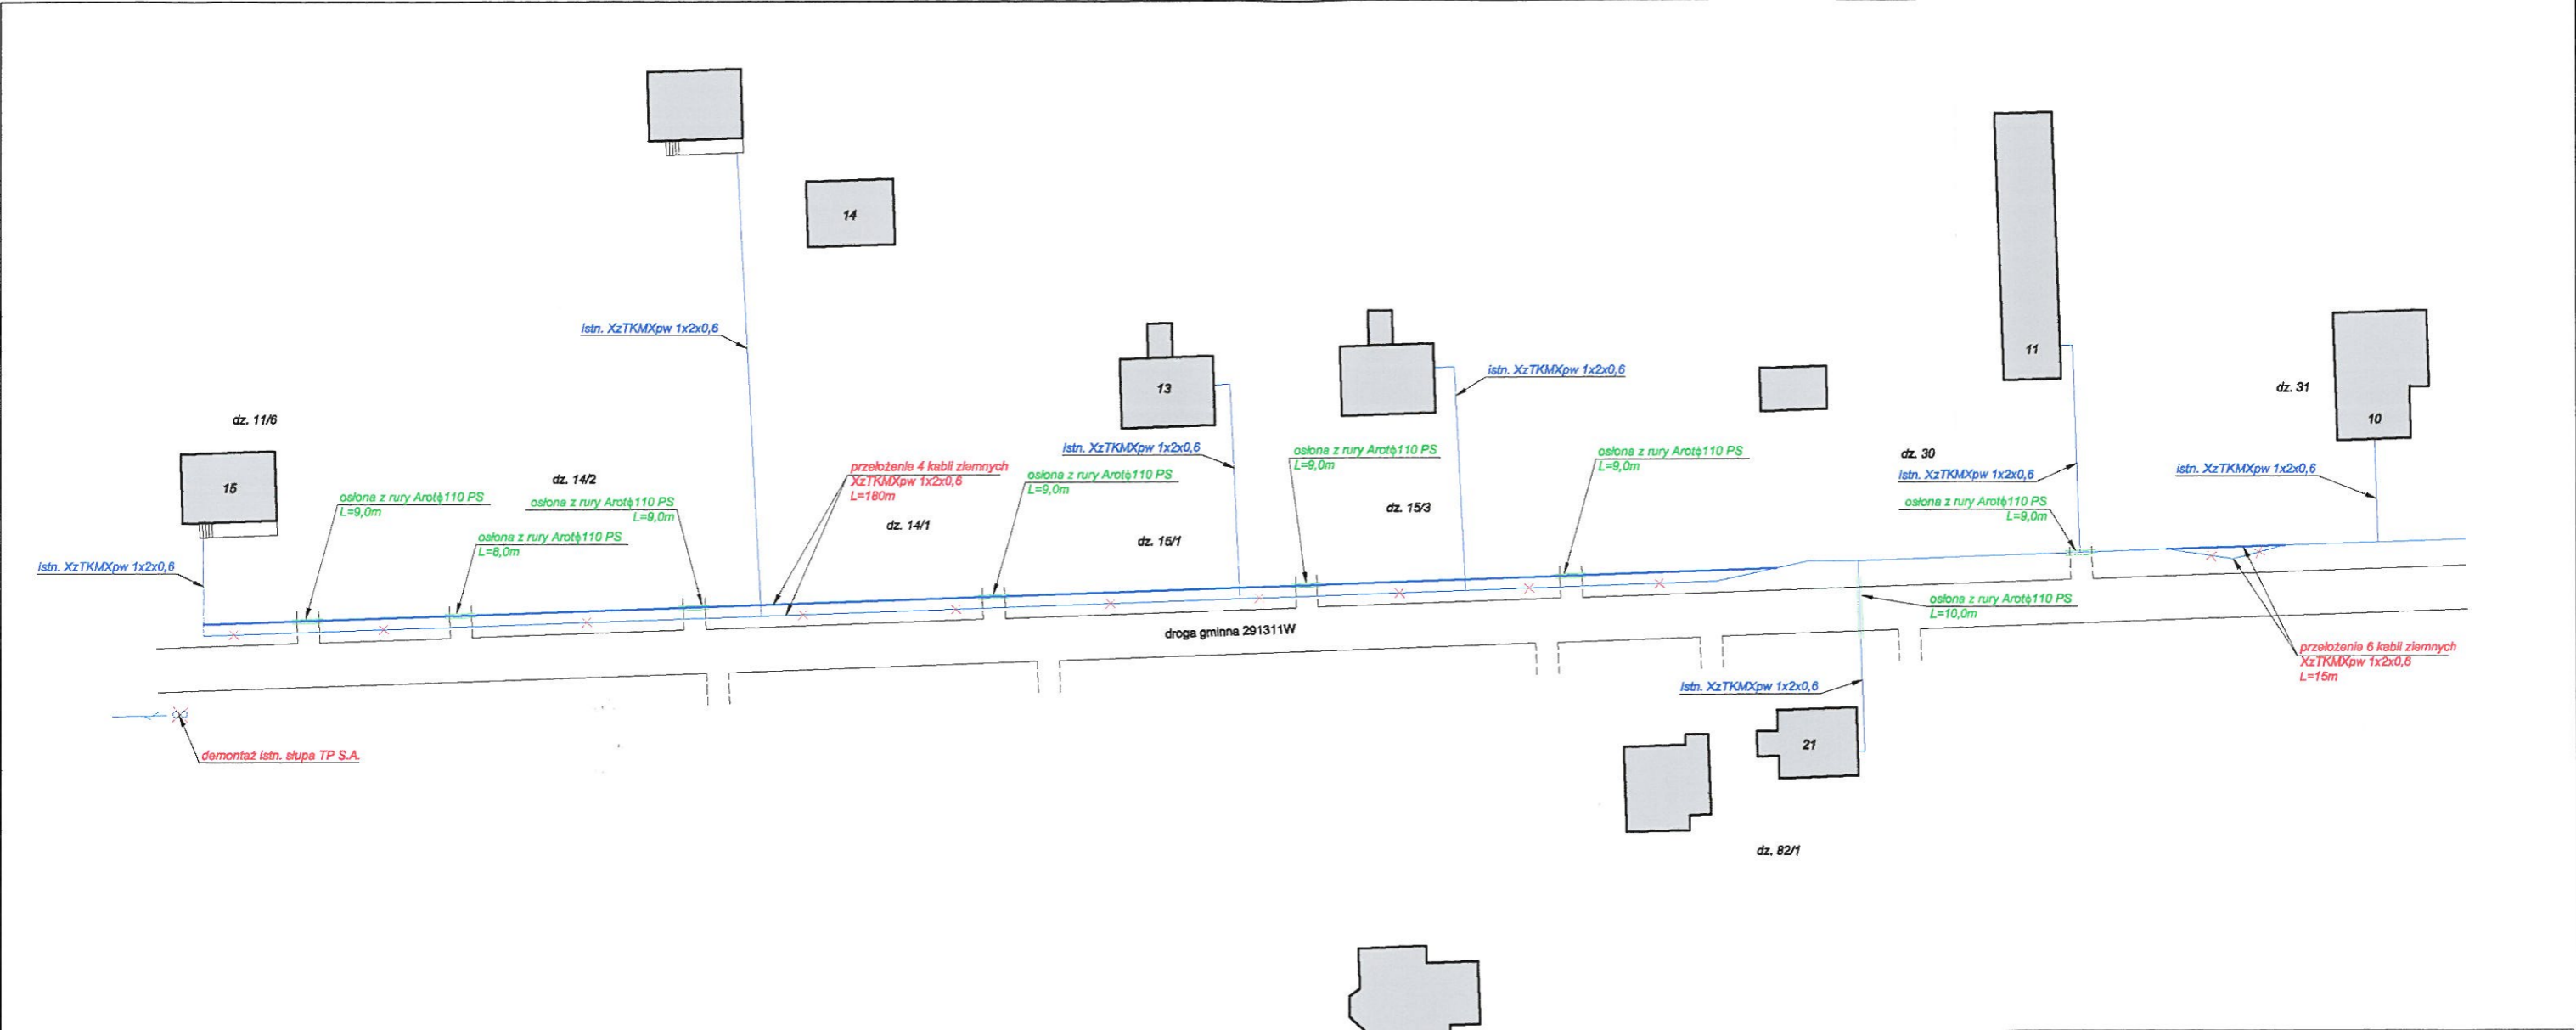 14
istn. XzTKMXpw 1x2x0,6
11
istn. XzTKMXpw 1x2x0,6
13
dz. 31
10
dz. 11/6
15
dz. 14/2
osłona z rury Arotϕ110 PS
L=9,0m
osłona z rury Arotϕ110 PS
L=9,0m
osłona z rury Arotϕ110 PS
L=8,0m
przełożenie 4 kabli ziemnych
XzTKMXpw 1x2x0,6
L=180m
dz. 14/1
osłona z rury Arotϕ110 PS
L=9,0m
istn. XzTKMXpw 1x2x0,6
dz. 15/1
osłona z rury Arotϕ110 PS
L=9,0m
dz. 15/3
osłona z rury Arotϕ110 PS
L=9,0m
dz. 30
istn. XzTKMXpw 1x2x0,6
osłona z rury Arotϕ110 PS
L=9,0m
istn. XzTKMXpw 1x2x0,6
istn. XzTKMXpw 1x2x0,6
droga gminna 291311W
osłona z rury Arotϕ110 PS
L=10,0m
przełożenie 6 kabli ziemnych
XzTKMXpw 1x2x0,6
L=15m
istn. XzTKMXpw 1x2x0,6
21
demontaż istn. słupa TP S.A.
dz. 82/1